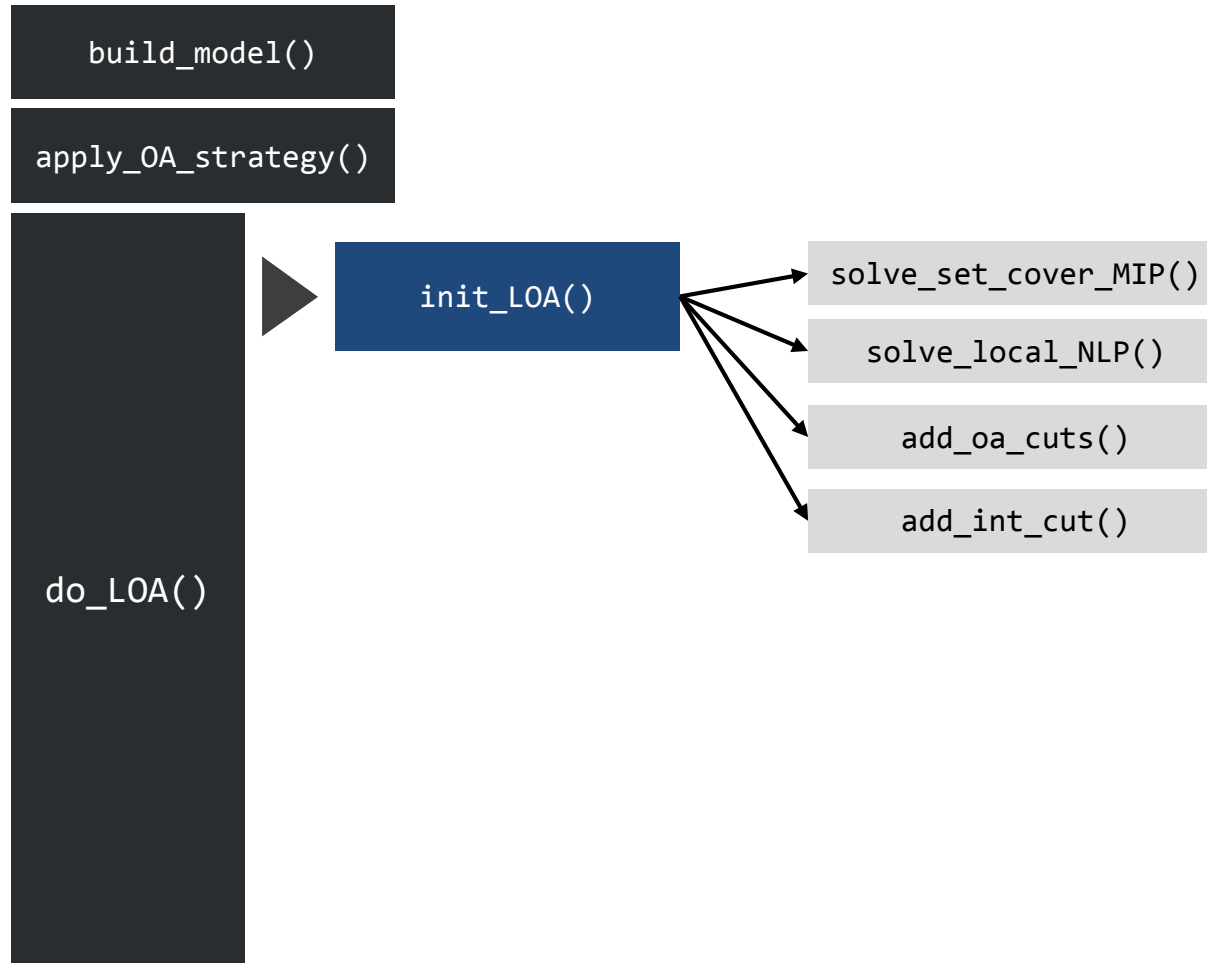 build_model()
apply_OA_strategy()
do_LOA()
init_LOA()
solve_set_cover_MIP()
solve_local_NLP()
add_oa_cuts()
add_int_cut()